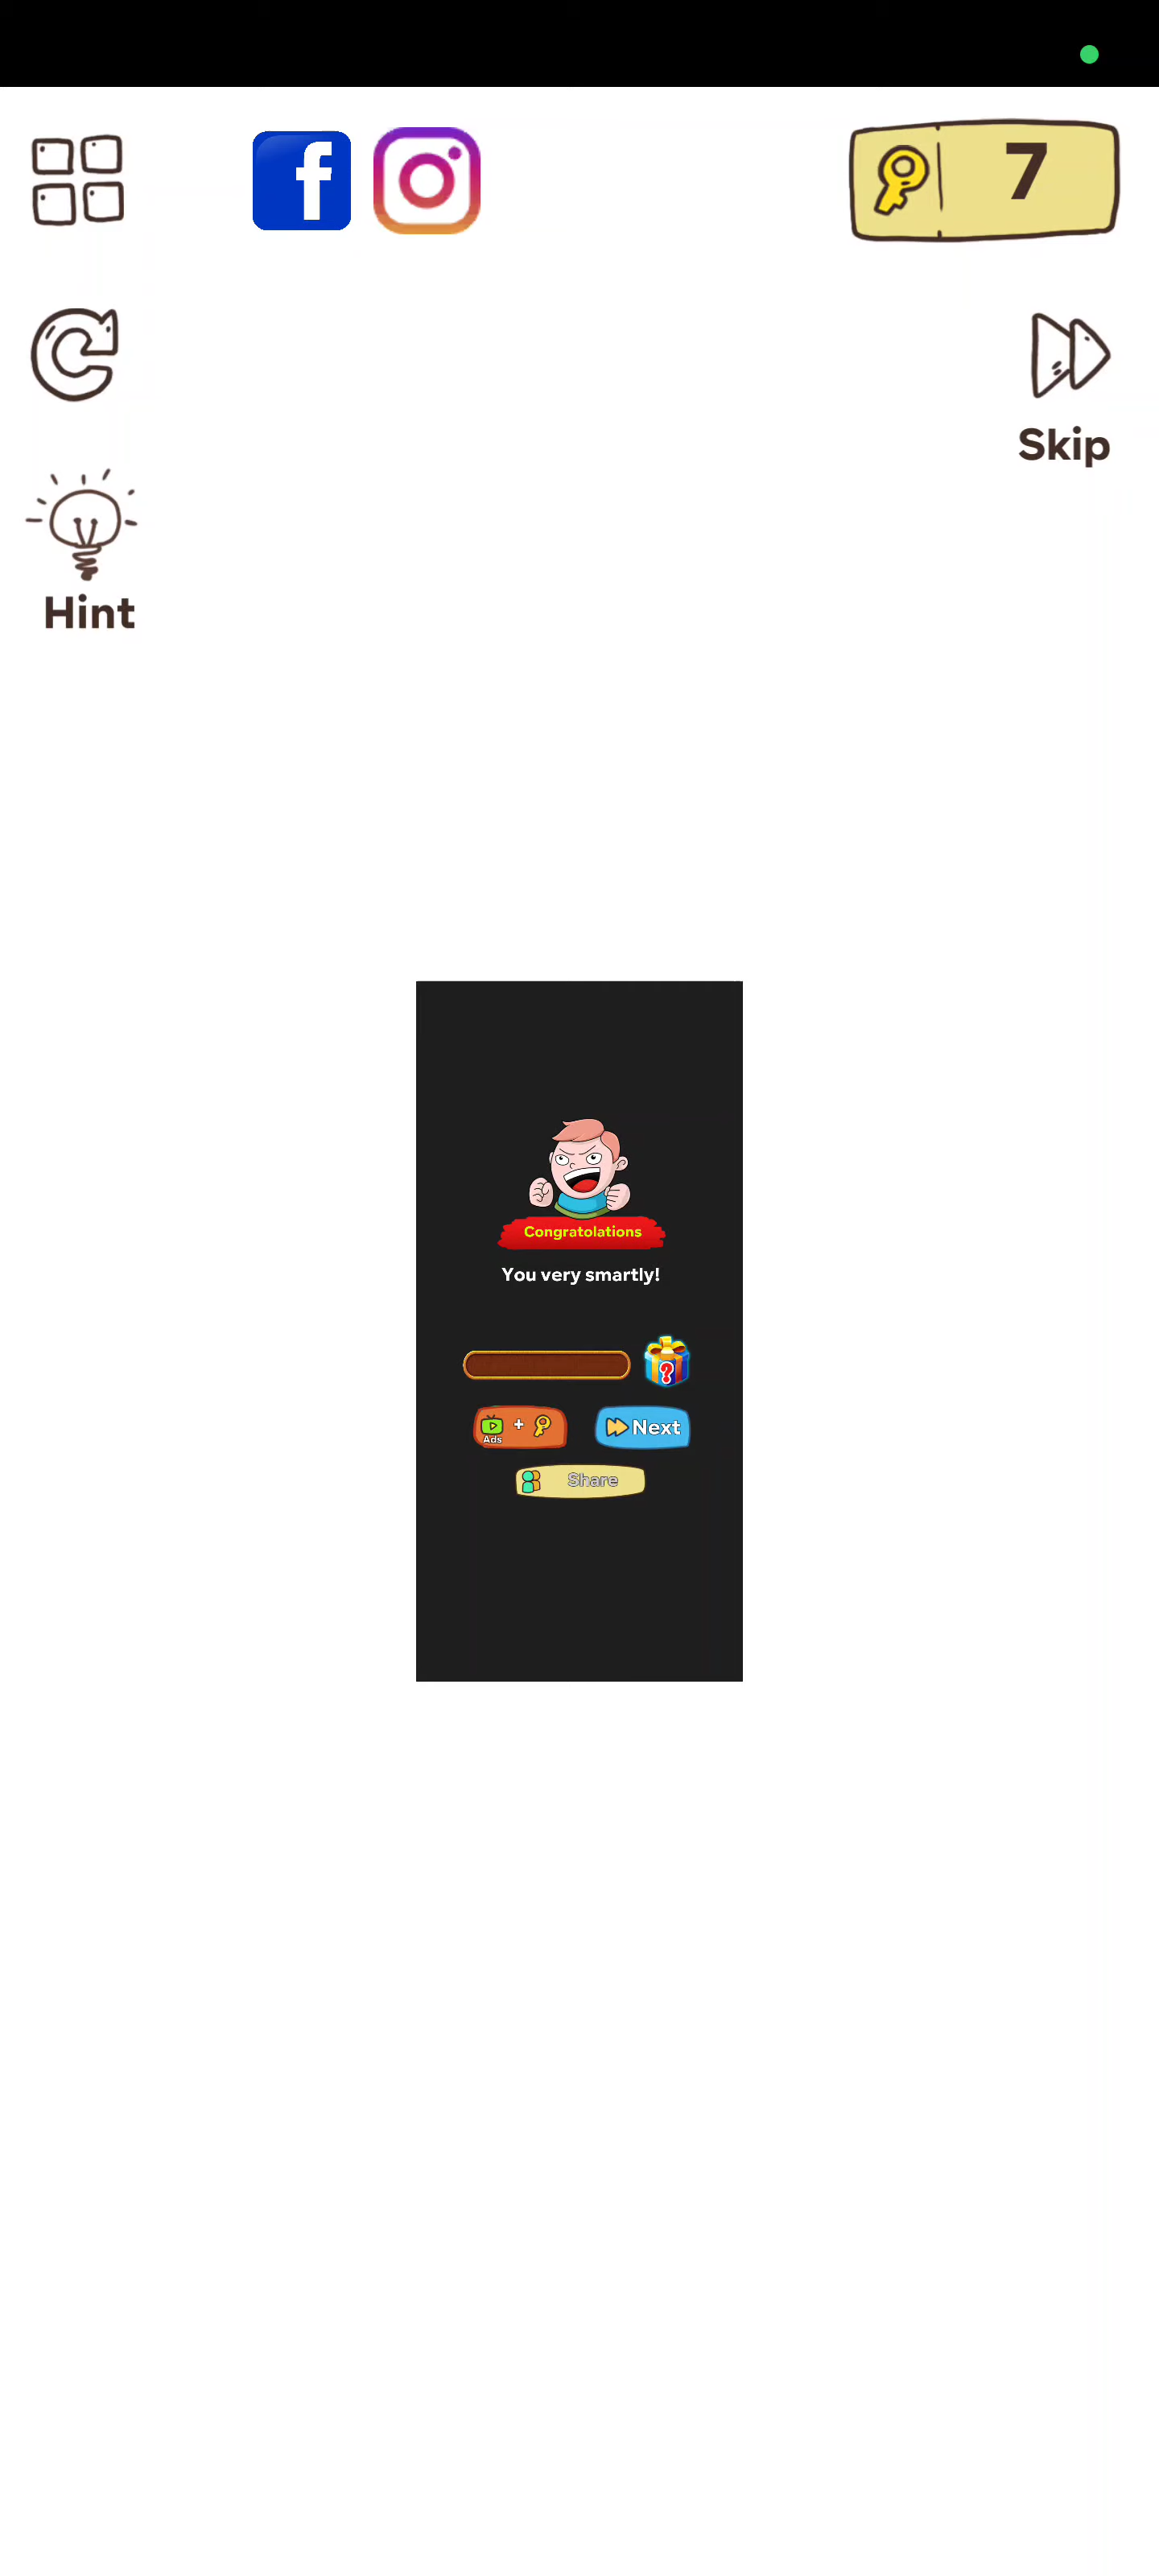 7
Skip
Hint
Congratolations
You very smartly!
?
Ads + Next
Share